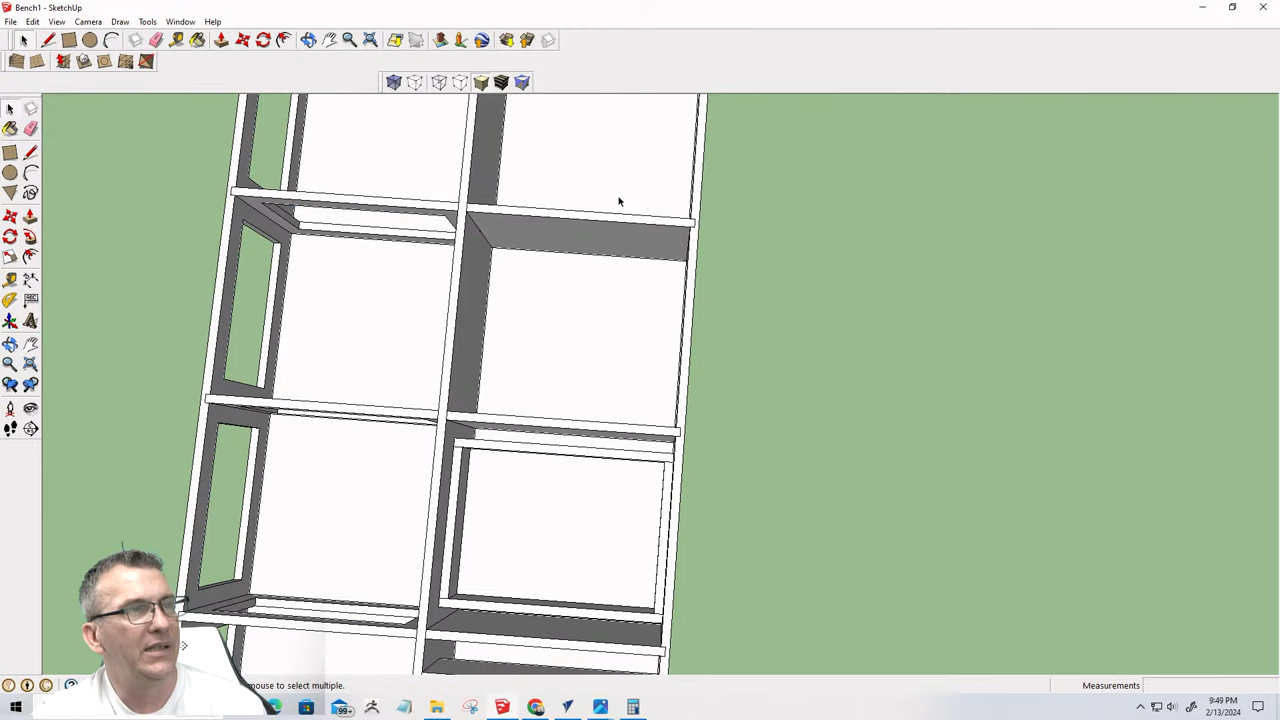 Bench1 - SketchUp
File Edit View Camera Draw Tools Window Help
mouse to select multiple.
Measurements
99+
9:49 PM
2/13/2024